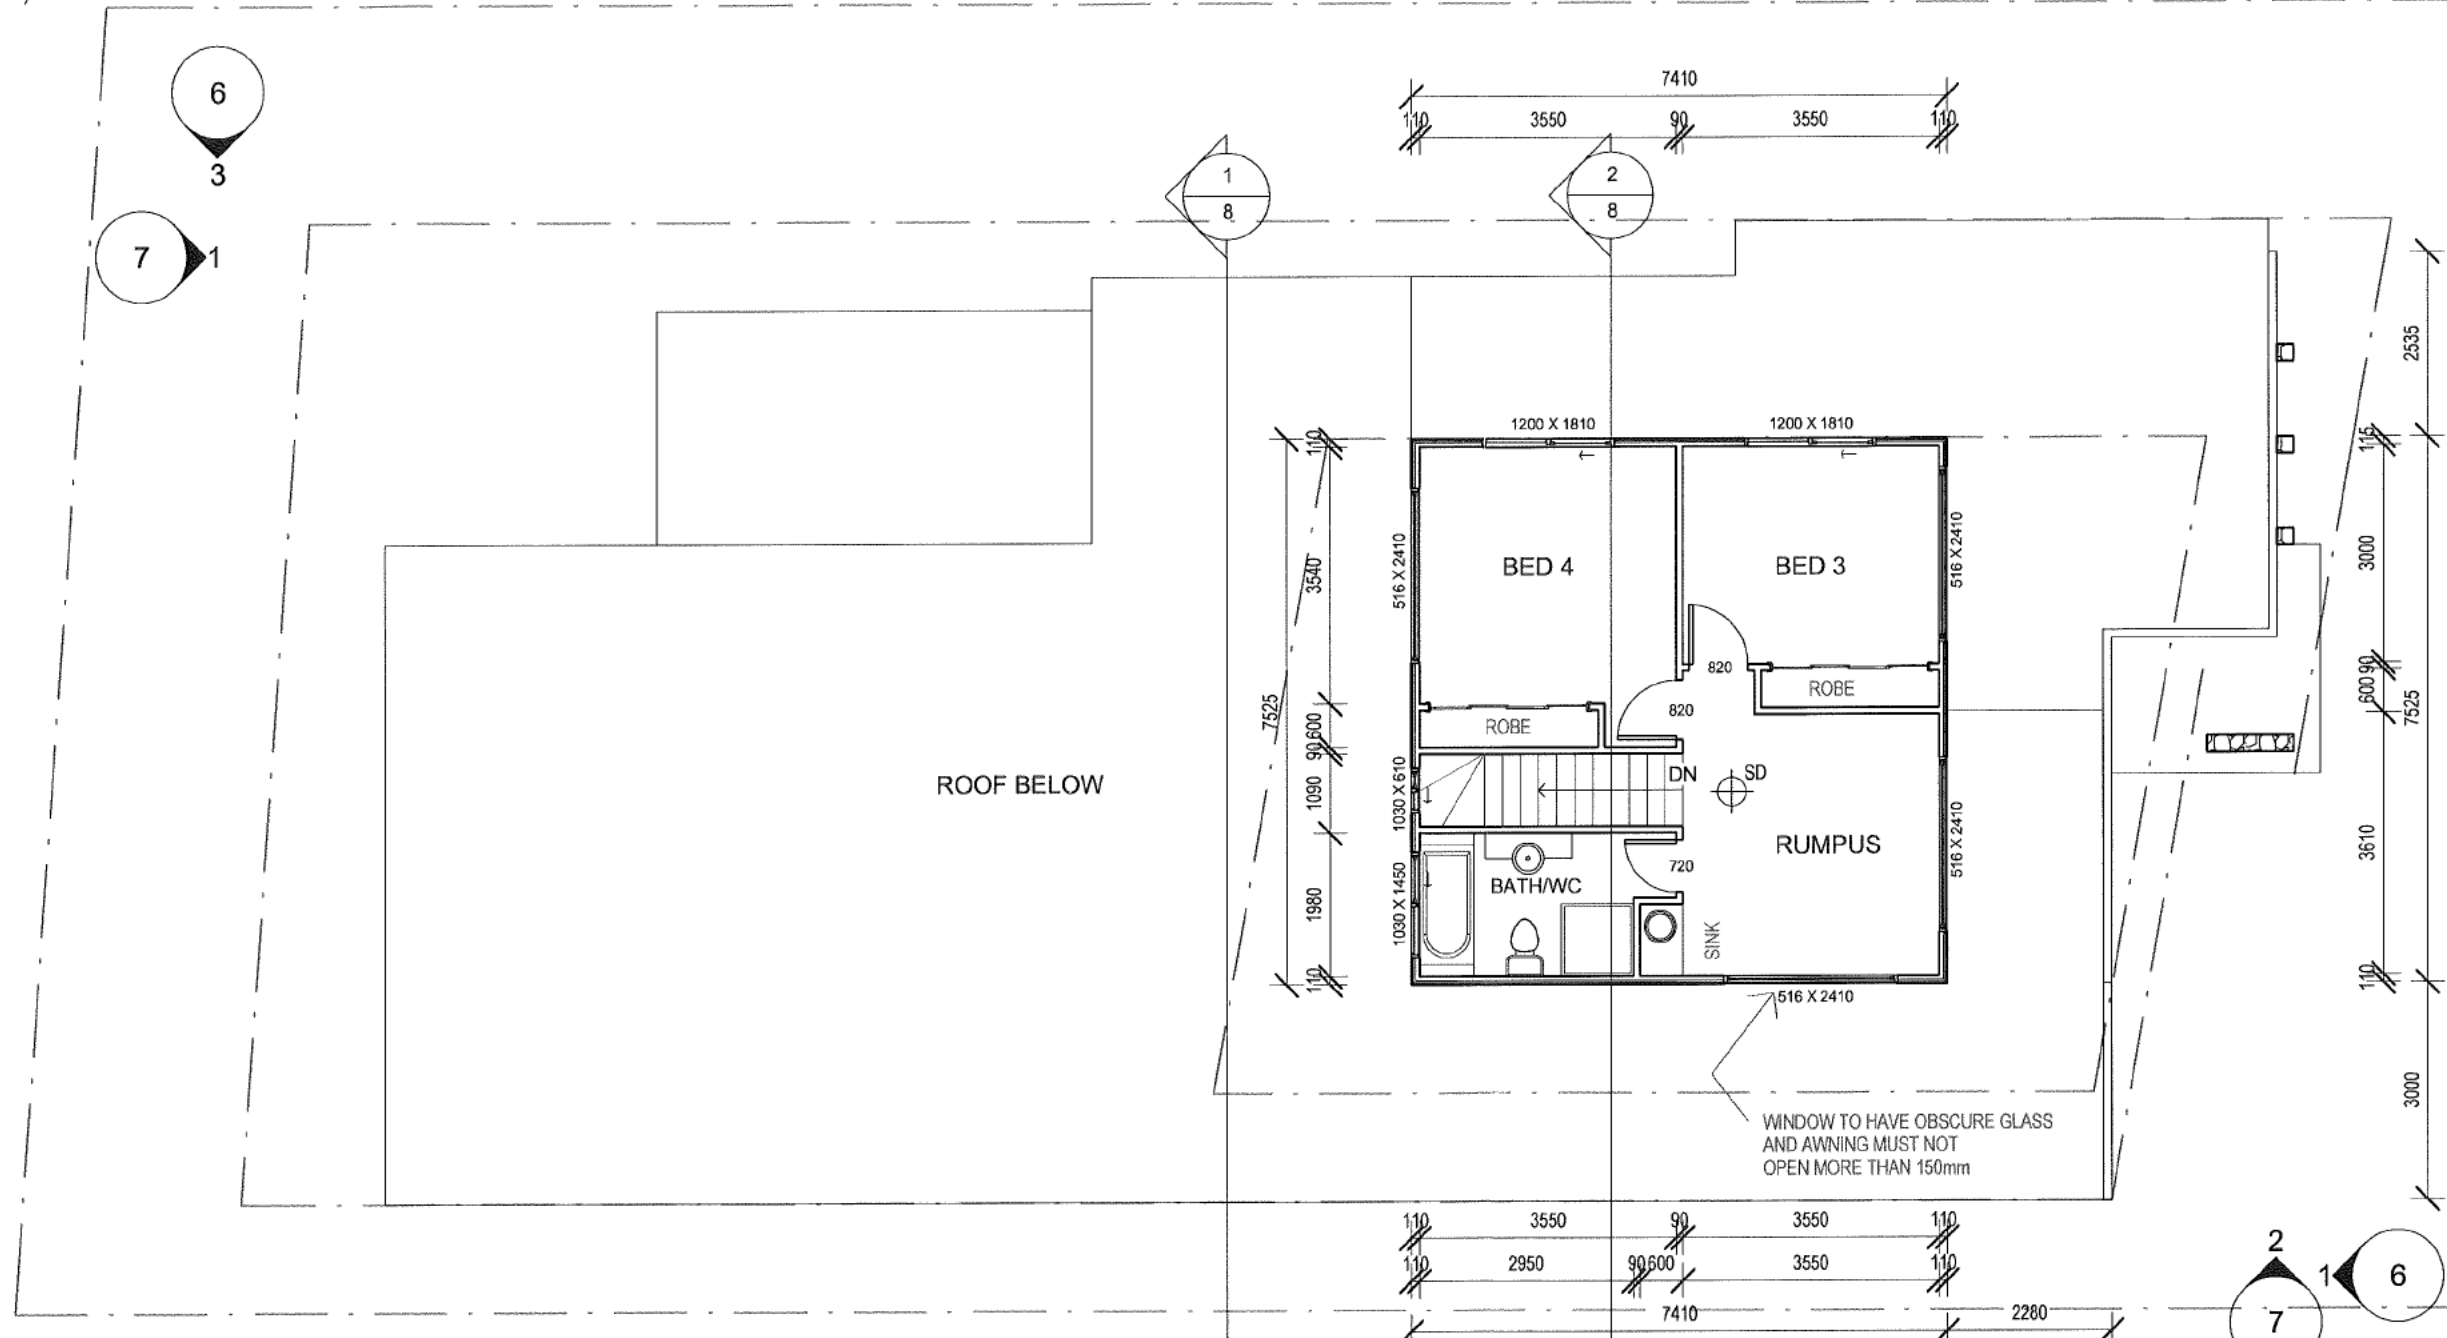 6
3
7
1
7410
110
3550
90
3550
110
1
8
2
8
1200 X 1810
1200 X 1810
2535
115
3000
90
600
7525
3610
110
3000
110
3540
7525
600
90
1090
1980
110
516 X 2410
BED 4
BED 3
516 X 2410
820
ROBE
820
ROBE
ROOF BELOW
1030 X 610
DN
SD
RUMPUS
516 X 2410
720
BATH/WC
1030 X 1450
SINK
516 X 2410
WINDOW TO HAVE OBSCURE GLASS
AND AWNING MUST NOT
OPEN MORE THAN 150mm
110
3550
90
3550
110
110
2950
90
600
3550
110
7410
2280
2
7
1
6